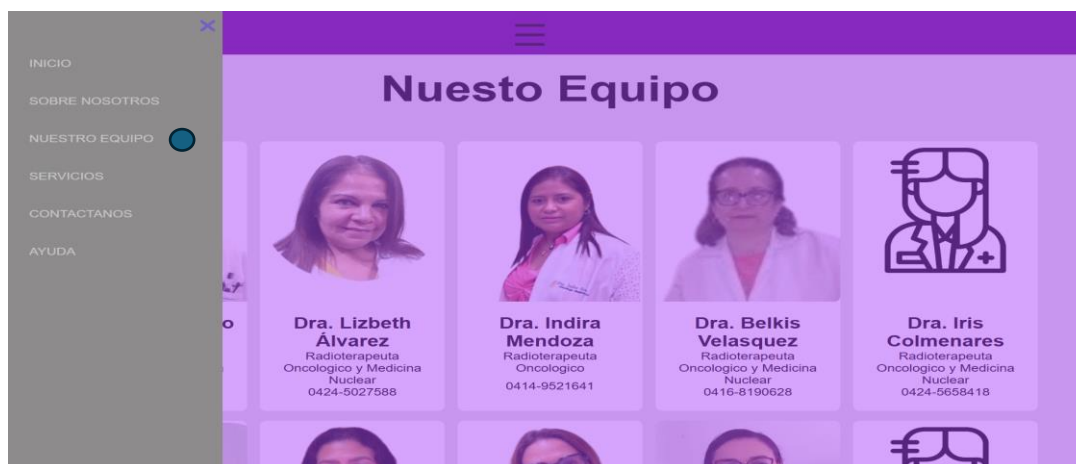 INICIO
SOBRE NOSOTROS
NUESTRO EQUIPO
SERVICIOS
CONTACTANOS
AYUDA
Nuesto Equipo
o
Dra. Lizbeth
Álvarez
Radioterapeuta
Oncologico y Medicina
Nuclear
0424-5027588
Dra. Indira
Mendoza
Radioterapeuta
Oncologico
0414-9521641
Dra. Belkis
Velasquez
Radioterapeuta
Oncologico y Medicina
Nuclear
0416-8190628
Dra. Iris
Colmenares
Radioterapeuta
Oncologico y Medicina
Nuclear
0424-5658418